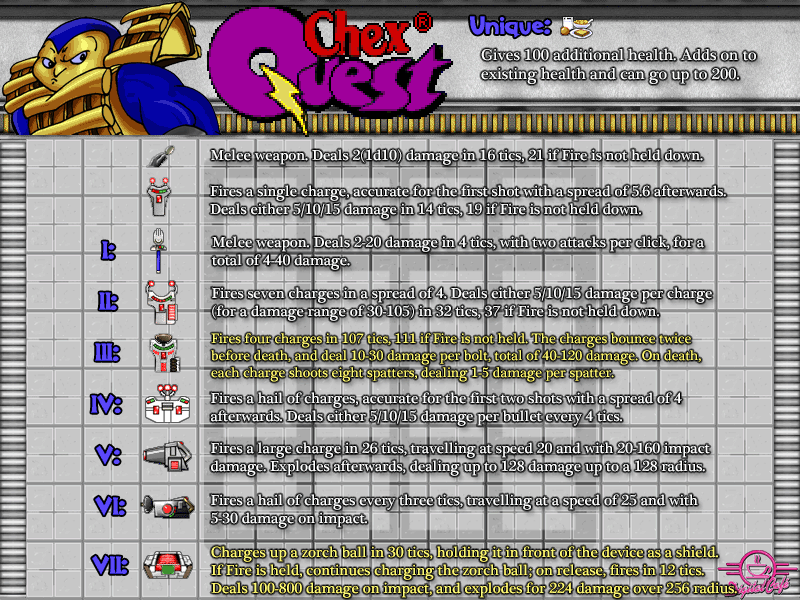 Chex®
Quest
Unique:
Gives 100 additional health. Adds on to
existing health and can go up to 200.
Melee weapon. Deals 2(1d10) damage in 16 tics, 21 if Fire is not held down.
Fires a single charge, accurate for the first shot with a spread of 5.6 afterwards.
Deals either 5/10/15 damage in 14 tics, 19 if Fire is not held down.
I:
Melee weapon. Deals 2-20 damage in 4 tics, with two attacks per click, for a
total of 4-40 damage.
II:
Fires seven charges in a spread of 4. Deals either 5/10/15 damage per charge
(for a damage range of 30-105) in 32 tics, 37 if Fire is not held down.
III:
Fires four charges in 107 tics, 111 if Fire is not held. The charges bounce twice
before death, and deal 10-30 damage per bolt, total of 40-120 damage. On death,
each charge shoots eight spatters, dealing 1-5 damage per spatter.
IV:
Fires a hail of charges, accurate for the first two shots with a spread of 4
afterwards. Deals either 5/10/15 damage per bullet every 4 tics.
V:
Fires a large charge in 26 tics, travelling at speed 20 and with 20-160 impact
damage. Explodes afterwards, dealing up to 128 damage up to a 128 radius.
VI:
Fires a hail of charges every three tics, travelling at a speed of 25 and with
5-30 damage on impact.
VII:
Charges up a zorch ball in 30 tics, holding it in front of the device as a shield.
If Fire is held, continues charging the zorch ball; on release, fires in 12 tics.
Deals 100-800 damage on impact, and explodes for 224 damage over 256 radius.